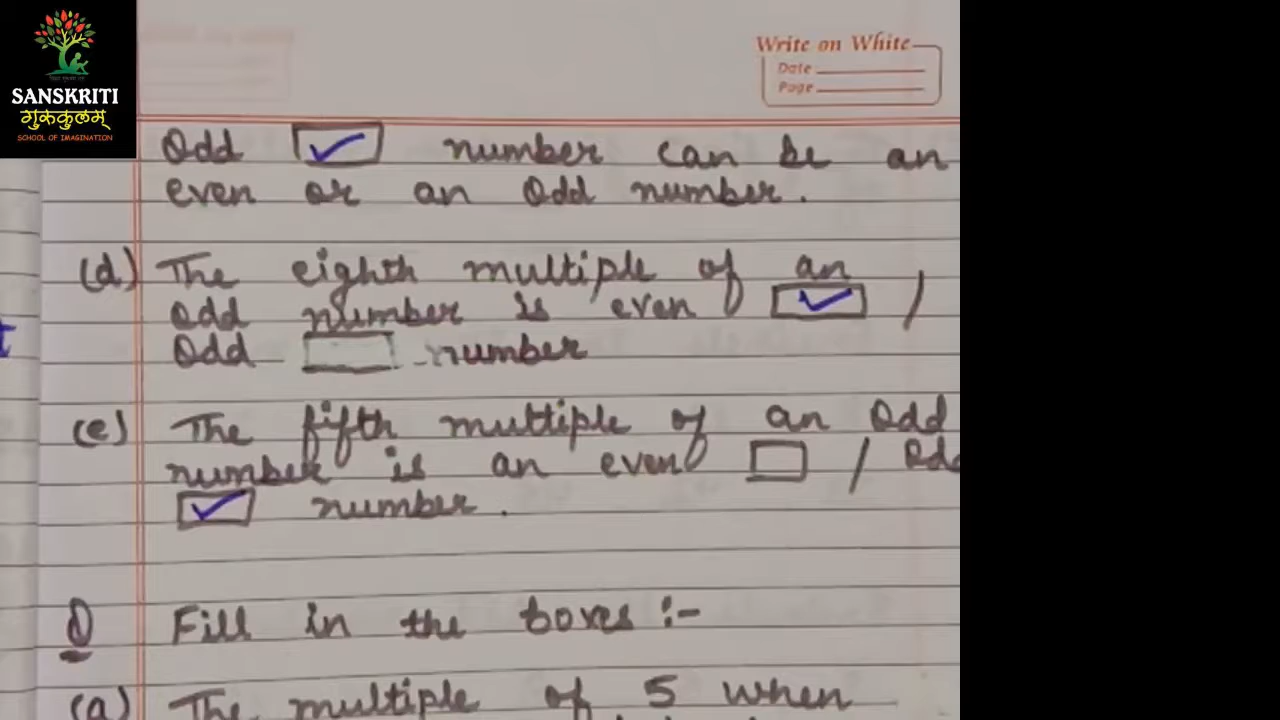 SANSKRITI
गुरुकुलम्
SCHOOL OF IMAGINATION
Write on White
Date
Page
Odd number can be an
even or an odd number.
(d) The eighth multiple of an
odd number is even /
Odd number
(e) The fifth multiple of an odd
number is an even /
number.
Q Fill in the boxes :-
(a) The multiple of 5 when